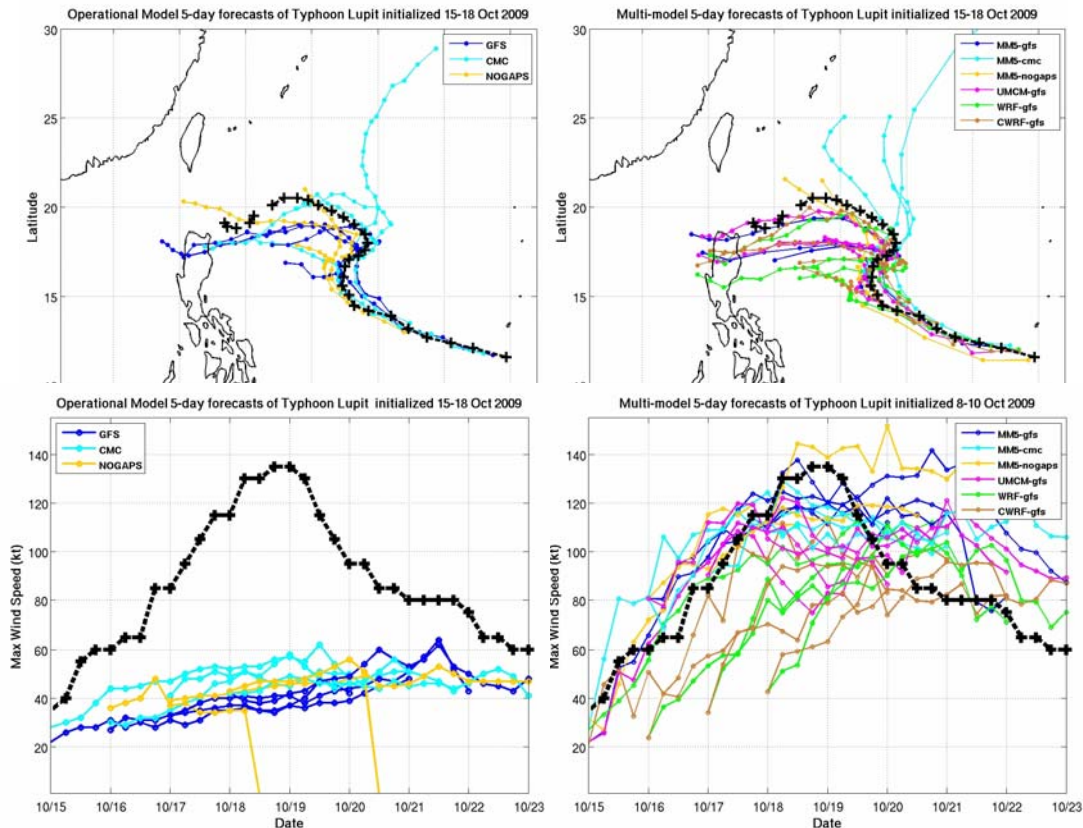 Operational Model 5-day forecasts of Typhoon Lupit initialized 15-18 Oct 2009
30
25
20
15
10
Latitude
GFS
CMC
NOGAPS
Multi-model 5-day forecasts of Typhoon Lupit initialized 15-18 Oct 2009
30
25
20
15
10
Latitude
MM5-gfs
MM5-cmc
MM5-nogaps
UMCM-gfs
WRF-gfs
CWRF-gfs
Operational Model 5-day forecasts of Typhoon Lupit initialized 15-18 Oct 2009
GFS
CMC
NOGAPS
140
120
100
80
60
40
20
Max Wind Speed (kt)
10/15 10/16 10/17 10/18 10/19 10/20 10/21 10/22 10/23
Date
Multi-model 5-day forecasts of Typhoon Lupit initialized 8-10 Oct 2009
MM5-gfs
MM5-cmc
MM5-nogaps
UMCM-gfs
WRF-gfs
CWRF-gfs
140
120
100
80
60
40
20
Max Wind Speed (kt)
10/15 10/16 10/17 10/18 10/19 10/20 10/21 10/22 10/23
Date